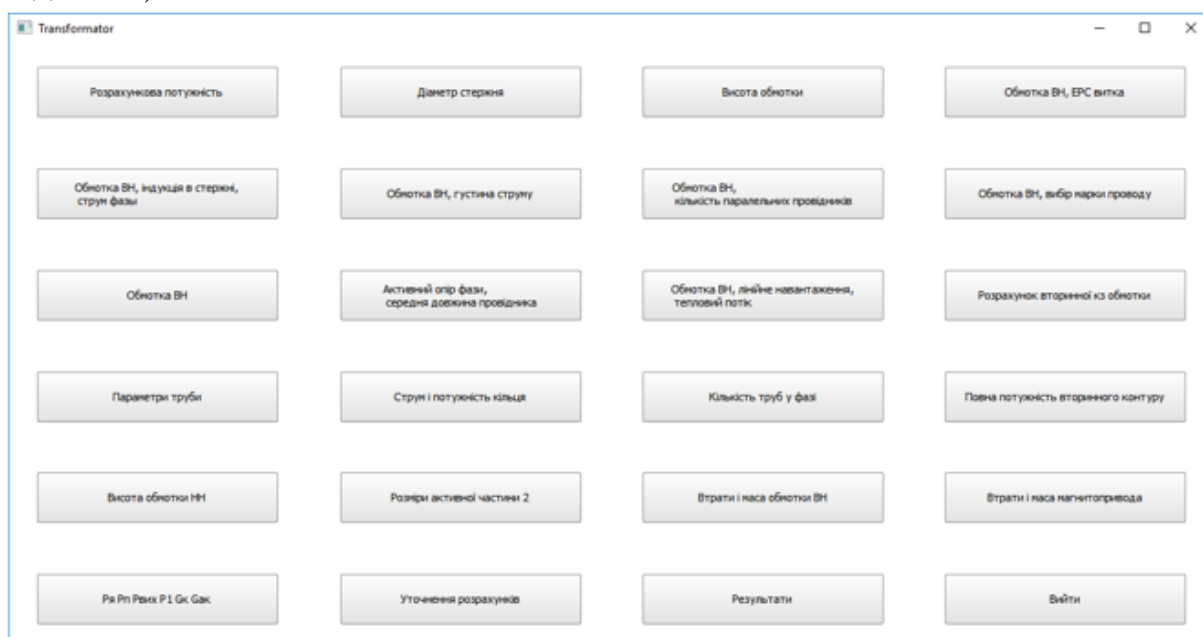 Transformator
Розрахункова потужність
Діаметр стержня
Висота обмотки
Обмотка ВН, ЕРС витка
Обмотка ВН, індукція в стержні,
струм фазы
Обмотка ВН, густина струму
Обмотка ВН,
кількість паралельних провідників
Обмотка ВН, вибір марки проводу
Обмотка ВН
Активний опір фази,
середня довжина провідника
Обмотка ВН, лінійне навантаження,
тепловий потік
Розрахунок вторинної кз обмотки
Параметри труби
Струм і потужність кільця
Кількість труб у фазі
Повна потужність вторинного контуру
Висота обмотки НН
Розміри активної частини 2
Втрати і маса обмотки ВН
Втрати і маса магнитопривода
Ря Рп Рвих Р1 Gк Gак
Уточнення розрахунків
Результати
Вийти